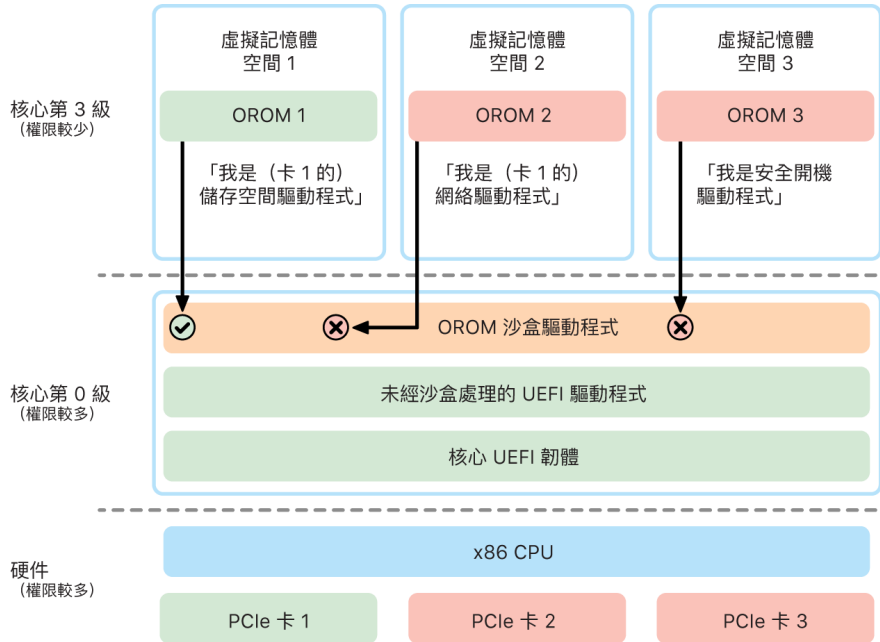 虛擬記憶體
空間 1
虛擬記憶體
空間 2
虛擬記憶體
空間 3
核心第 3 級
(權限較少)
OROM 1
OROM 2
OROM 3
「我是（卡 1 的）
儲存空間驅動程式」
「我是（卡 1 的）
網絡驅動程式」
「我是安全開機
驅動程式」
OROM 沙盒驅動程式
核心第 0 級
(權限較多)
未經沙盒處理的 UEFI 驅動程式
核心 UEFI 韌體
x86 CPU
硬件
(權限較多)
PCIe 卡 1
PCIe 卡 2
PCIe 卡 3